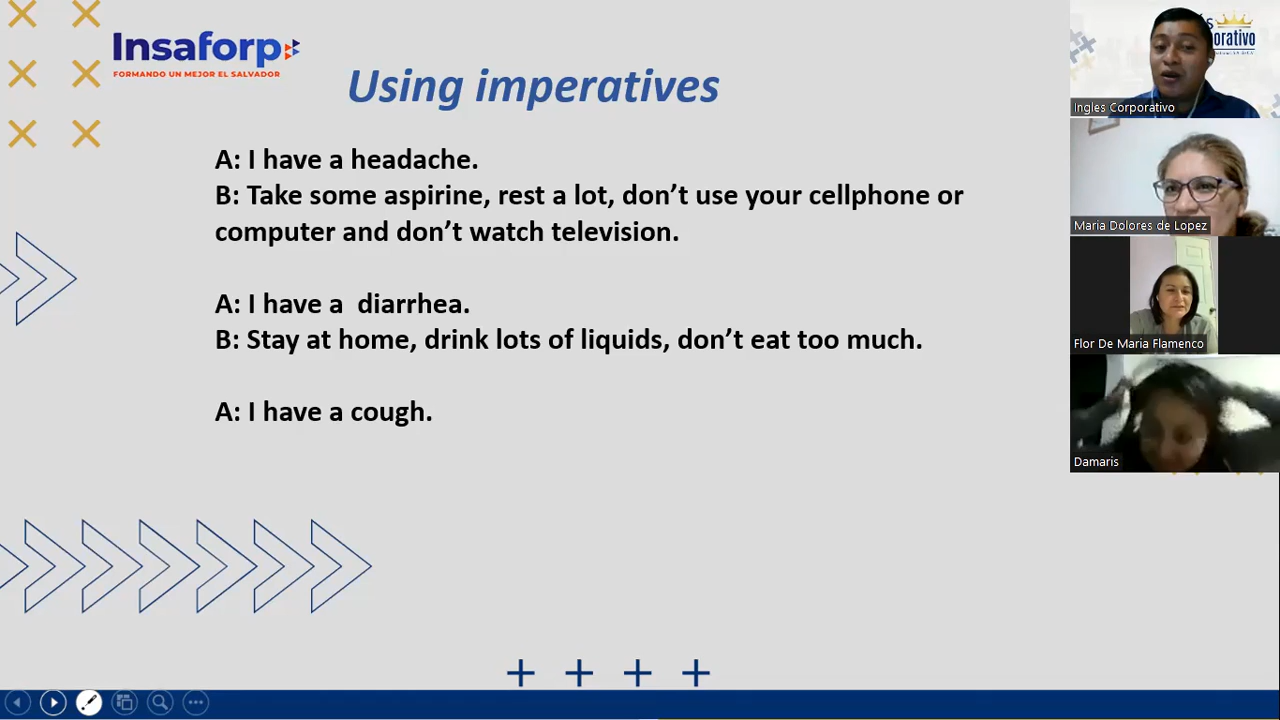 Insaforp
FORMANDO UN MEJOR EL SALVADOR
Using imperatives
A: I have a headache.
B: Take some aspirine, rest a lot, don’t use your cellphone or
computer and don’t watch television.
A: I have a  diarrhea.
B: Stay at home, drink lots of liquids, don’t eat too much.
A: I have a cough.
Ingles Corporativo
Maria Dolores de Lopez
Flor De Maria Flamenco
Damaris